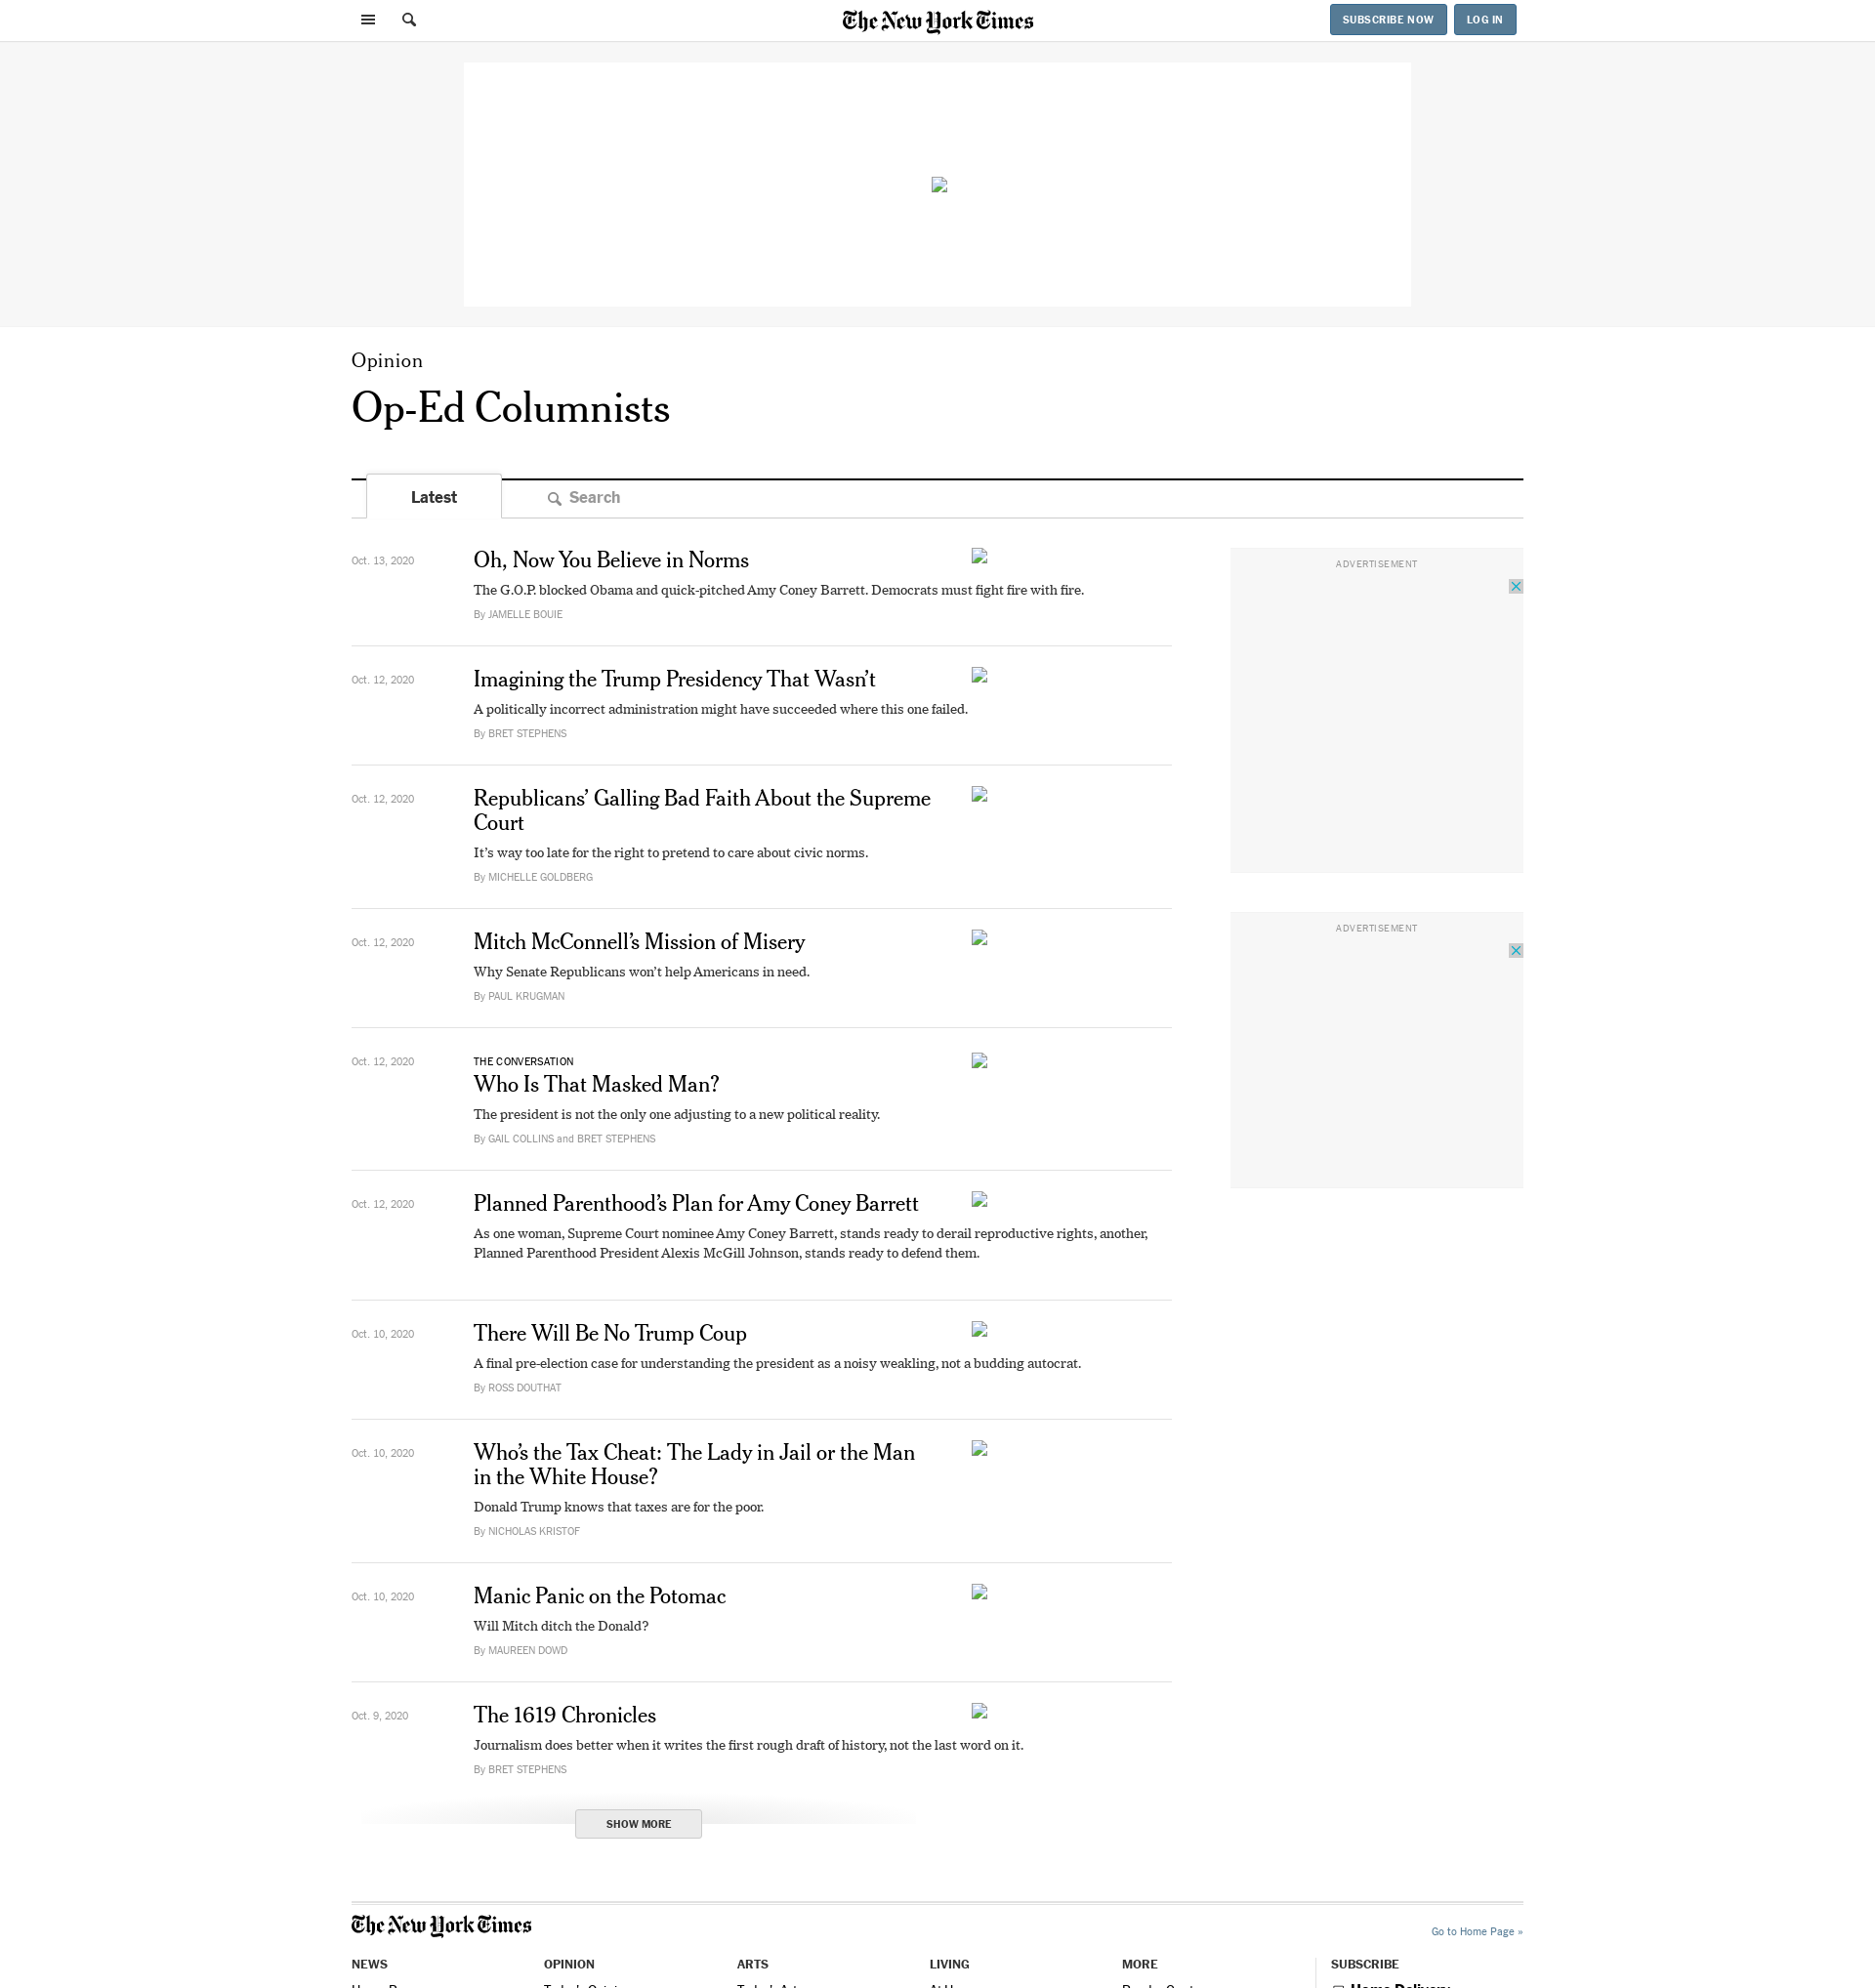 The New York Times
SUBSCRIBE NOW
LOG IN
Opinion
Op-Ed Columnists
Latest
Search
Oct. 13, 2020
Oh, Now You Believe in Norms
The G.O.P. blocked Obama and quick-pitched Amy Coney Barrett. Democrats must fight fire with fire.
By JAMELLE BOUIE
Oct. 12, 2020
Imagining the Trump Presidency That Wasn’t
A politically incorrect administration might have succeeded where this one failed.
By BRET STEPHENS
Oct. 12, 2020
Republicans’ Galling Bad Faith About the Supreme
Court
It’s way too late for the right to pretend to care about civic norms.
By MICHELLE GOLDBERG
Oct. 12, 2020
Mitch McConnell’s Mission of Misery
Why Senate Republicans won’t help Americans in need.
By PAUL KRUGMAN
Oct. 12, 2020
THE CONVERSATION
Who Is That Masked Man?
The president is not the only one adjusting to a new political reality.
By GAIL COLLINS and BRET STEPHENS
Oct. 12, 2020
Planned Parenthood’s Plan for Amy Coney Barrett
As one woman, Supreme Court nominee Amy Coney Barrett, stands ready to derail reproductive rights, another,
Planned Parenthood President Alexis McGill Johnson, stands ready to defend them.
Oct. 10, 2020
There Will Be No Trump Coup
A final pre-election case for understanding the president as a noisy weakling, not a budding autocrat.
By ROSS DOUTHAT
Oct. 10, 2020
Who’s the Tax Cheat: The Lady in Jail or the Man
in the White House?
Donald Trump knows that taxes are for the poor.
By NICHOLAS KRISTOF
Oct. 10, 2020
Manic Panic on the Potomac
Will Mitch ditch the Donald?
By MAUREEN DOWD
Oct. 9, 2020
The 1619 Chronicles
Journalism does better when it writes the first rough draft of history, not the last word on it.
By BRET STEPHENS
SHOW MORE
ADVERTISEMENT
ADVERTISEMENT
The New York Times
Go to Home Page »
NEWS
OPINION
ARTS
LIVING
MORE
SUBSCRIBE
Home Delivery